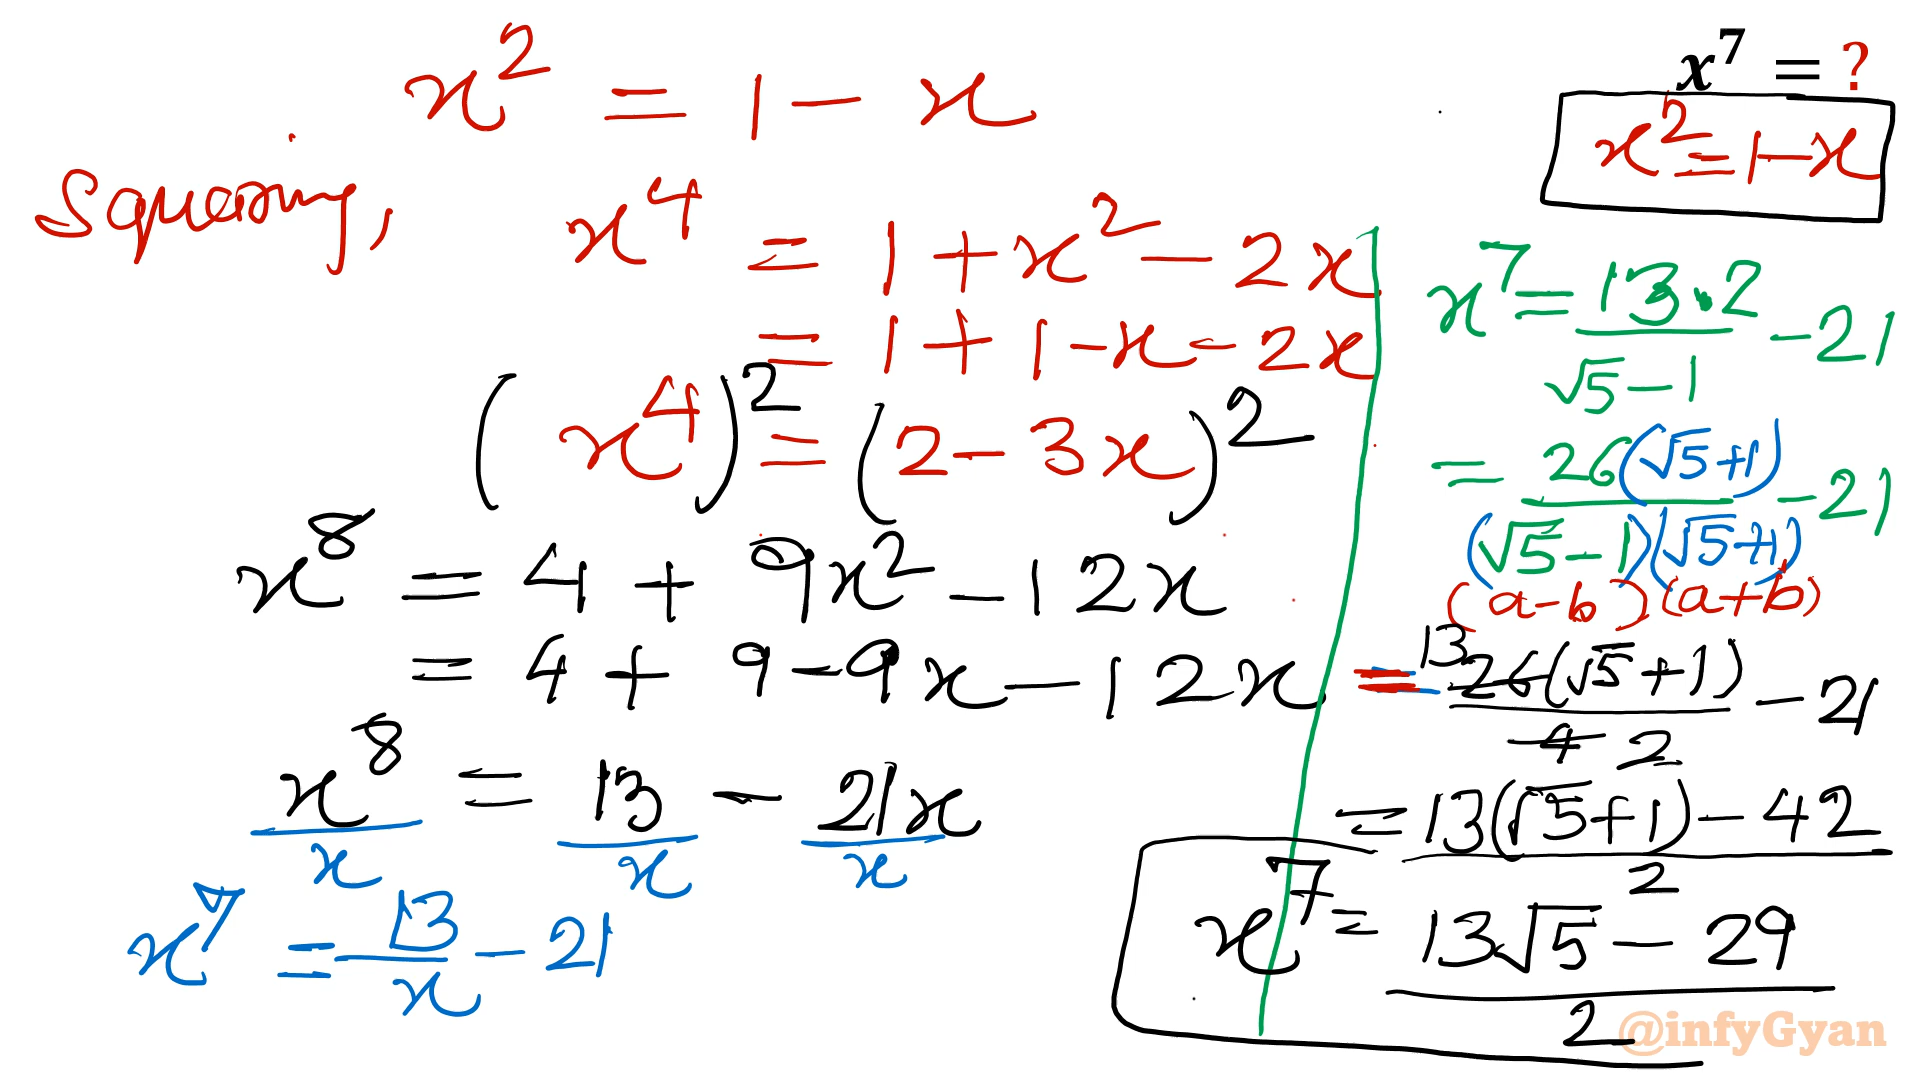 x² = 1 - x
Squaring, x⁴ = 1 + x² - 2x
= 1 + 1 - x - 2x
(x⁴)² = (2 - 3x)²
x⁸ = 4 + 9x² - 12x
= 4 + 9 - 9x - 12x
x⁸/x = 13/x - 21x/x
x⁷ = 13/x - 21
x⁷ = ?
x² = 1 - x
x⁷ = 13·2/(√5 - 1) - 21
= 26(√5+1)/((√5-1)(√5+1)) - 21
(a-b)(a+b)
13
= 26(√5+1)/4 2 - 21
= (13(√5+1) - 42)/2
x⁷ = (13√5 - 29)/2
@infyGyan